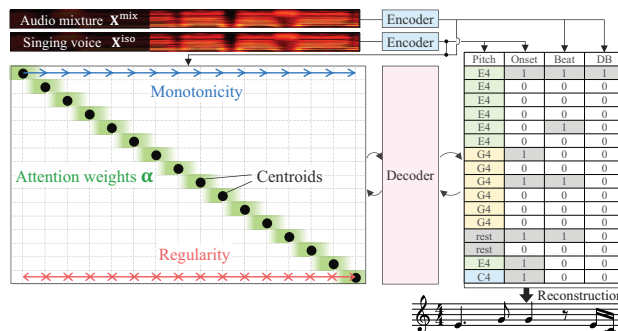 Audio mixture X^mix
Encoder
Singing voice X^iso
Encoder
Monotonicity
Attention weights α
Centroids
Regularity
Decoder
Pitch Onset Beat DB
E4 1 1 1
E4 0 0 0
E4 0 0 0
E4 0 0 0
E4 0 1 0
E4 0 0 0
G4 1 0 0
G4 0 0 0
G4 1 1 0
G4 0 0 0
G4 0 0 0
G4 0 0 0
rest 1 1 0
rest 0 0 0
E4 1 0 0
C4 1 0 0
Reconstruction
4
4